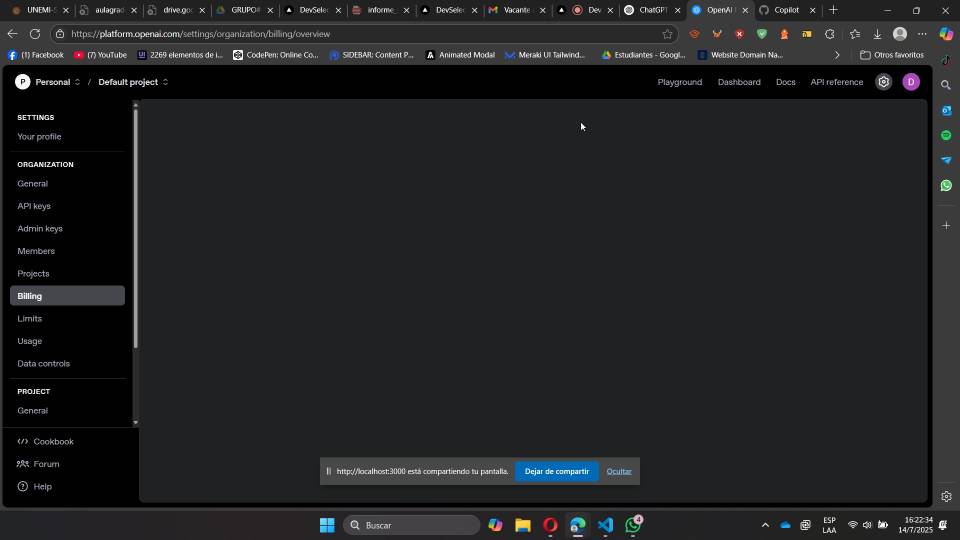 UNEMI-S
aulagrad
drive.goo
GRUPO#
DevSelec
informe_
DevSelec
Vacante
Dev
ChatGPT
OpenAI
Copilot
https://platform.openai.com/settings/organization/billing/overview
(1) Facebook
(7) YouTube
2269 elementos de i...
CodePen: Online Co...
SIDEBAR: Content P...
Animated Modal
Meraki UI Tailwind...
Estudiantes - Googl...
Website Domain Na...
Otros favoritos
P Personal / Default project
Playground
Dashboard
Docs
API reference
D
SETTINGS
Your profile
ORGANIZATION
General
API keys
Admin keys
Members
Projects
Billing
Limits
Usage
Data controls
PROJECT
General
Cookbook
Forum
Help
http://localhost:3000 está compartiendo tu pantalla.
Dejar de compartir
Ocultar
Buscar
4
ESP
LAA
16:22:34
14/7/2025